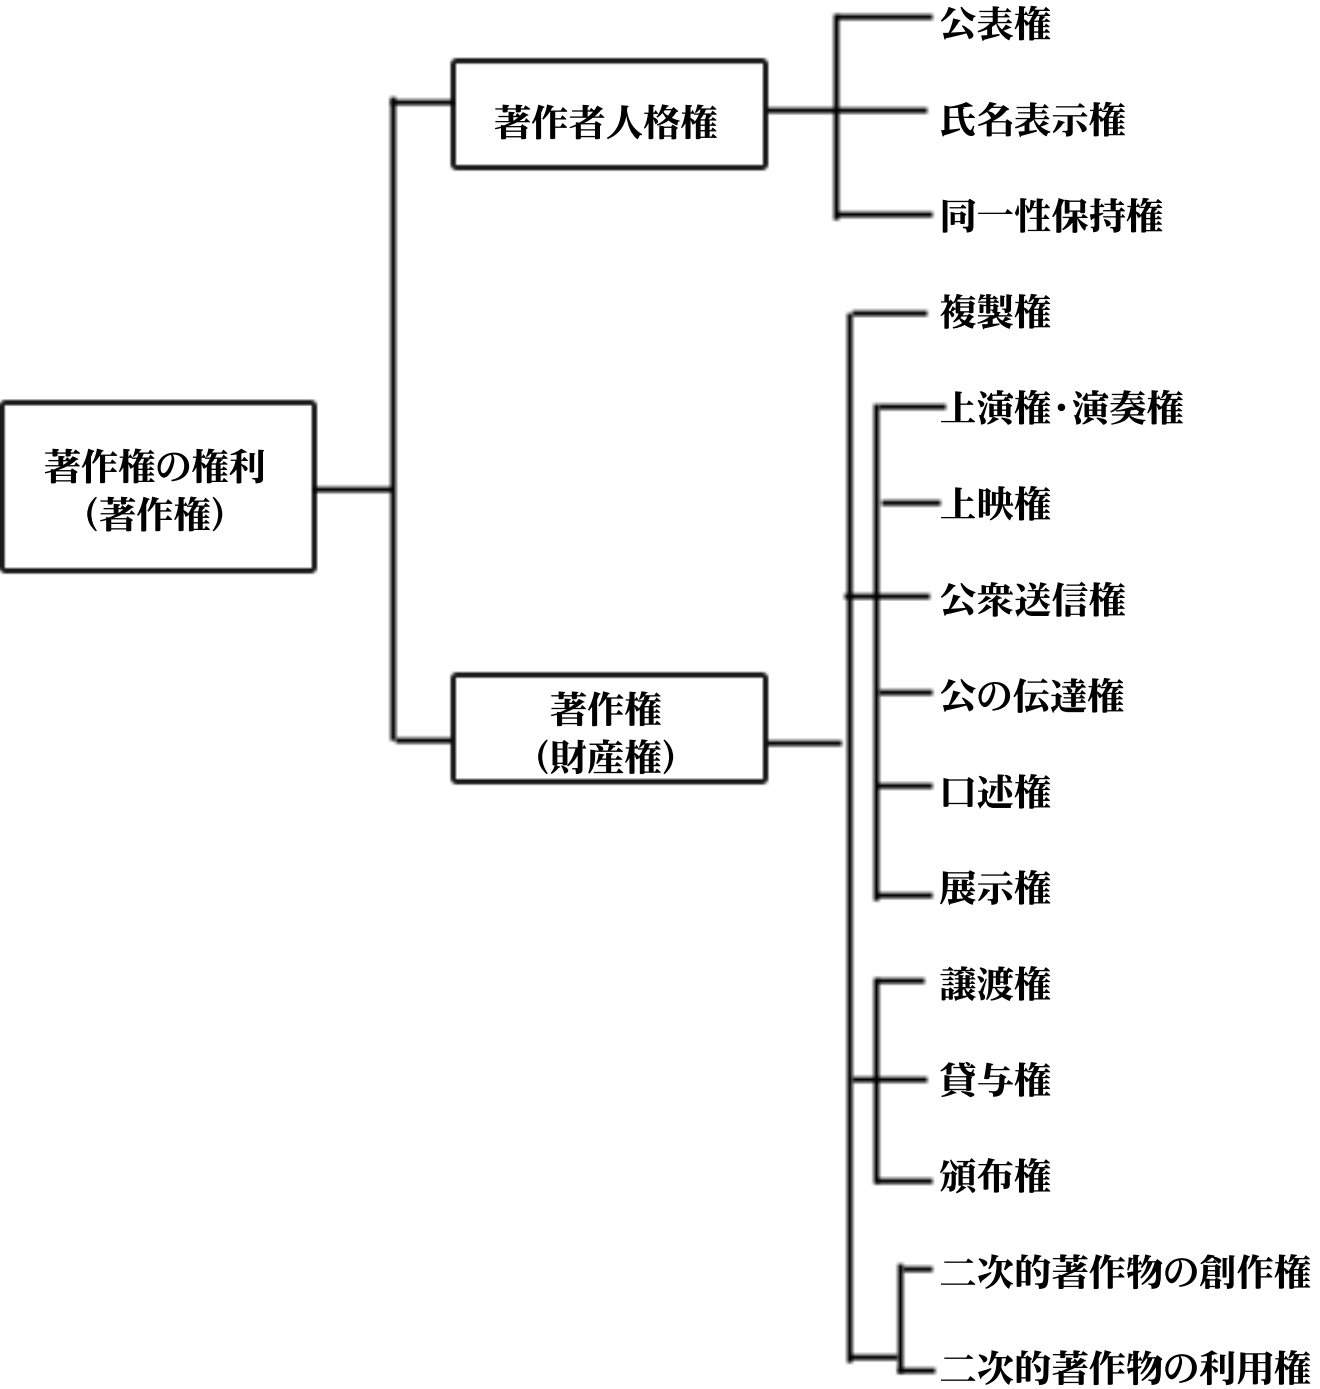 公表権
著作者人格権
氏名表示権
同一性保持権
複製権
上演権・演奏権
著作権の権利
(著作権)
上映権
公衆送信権
著作権
(財産権)
公の伝達権
口述権
展示権
譲渡権
貸与権
頒布権
二次的著作物の創作権
二次的著作物の利用権